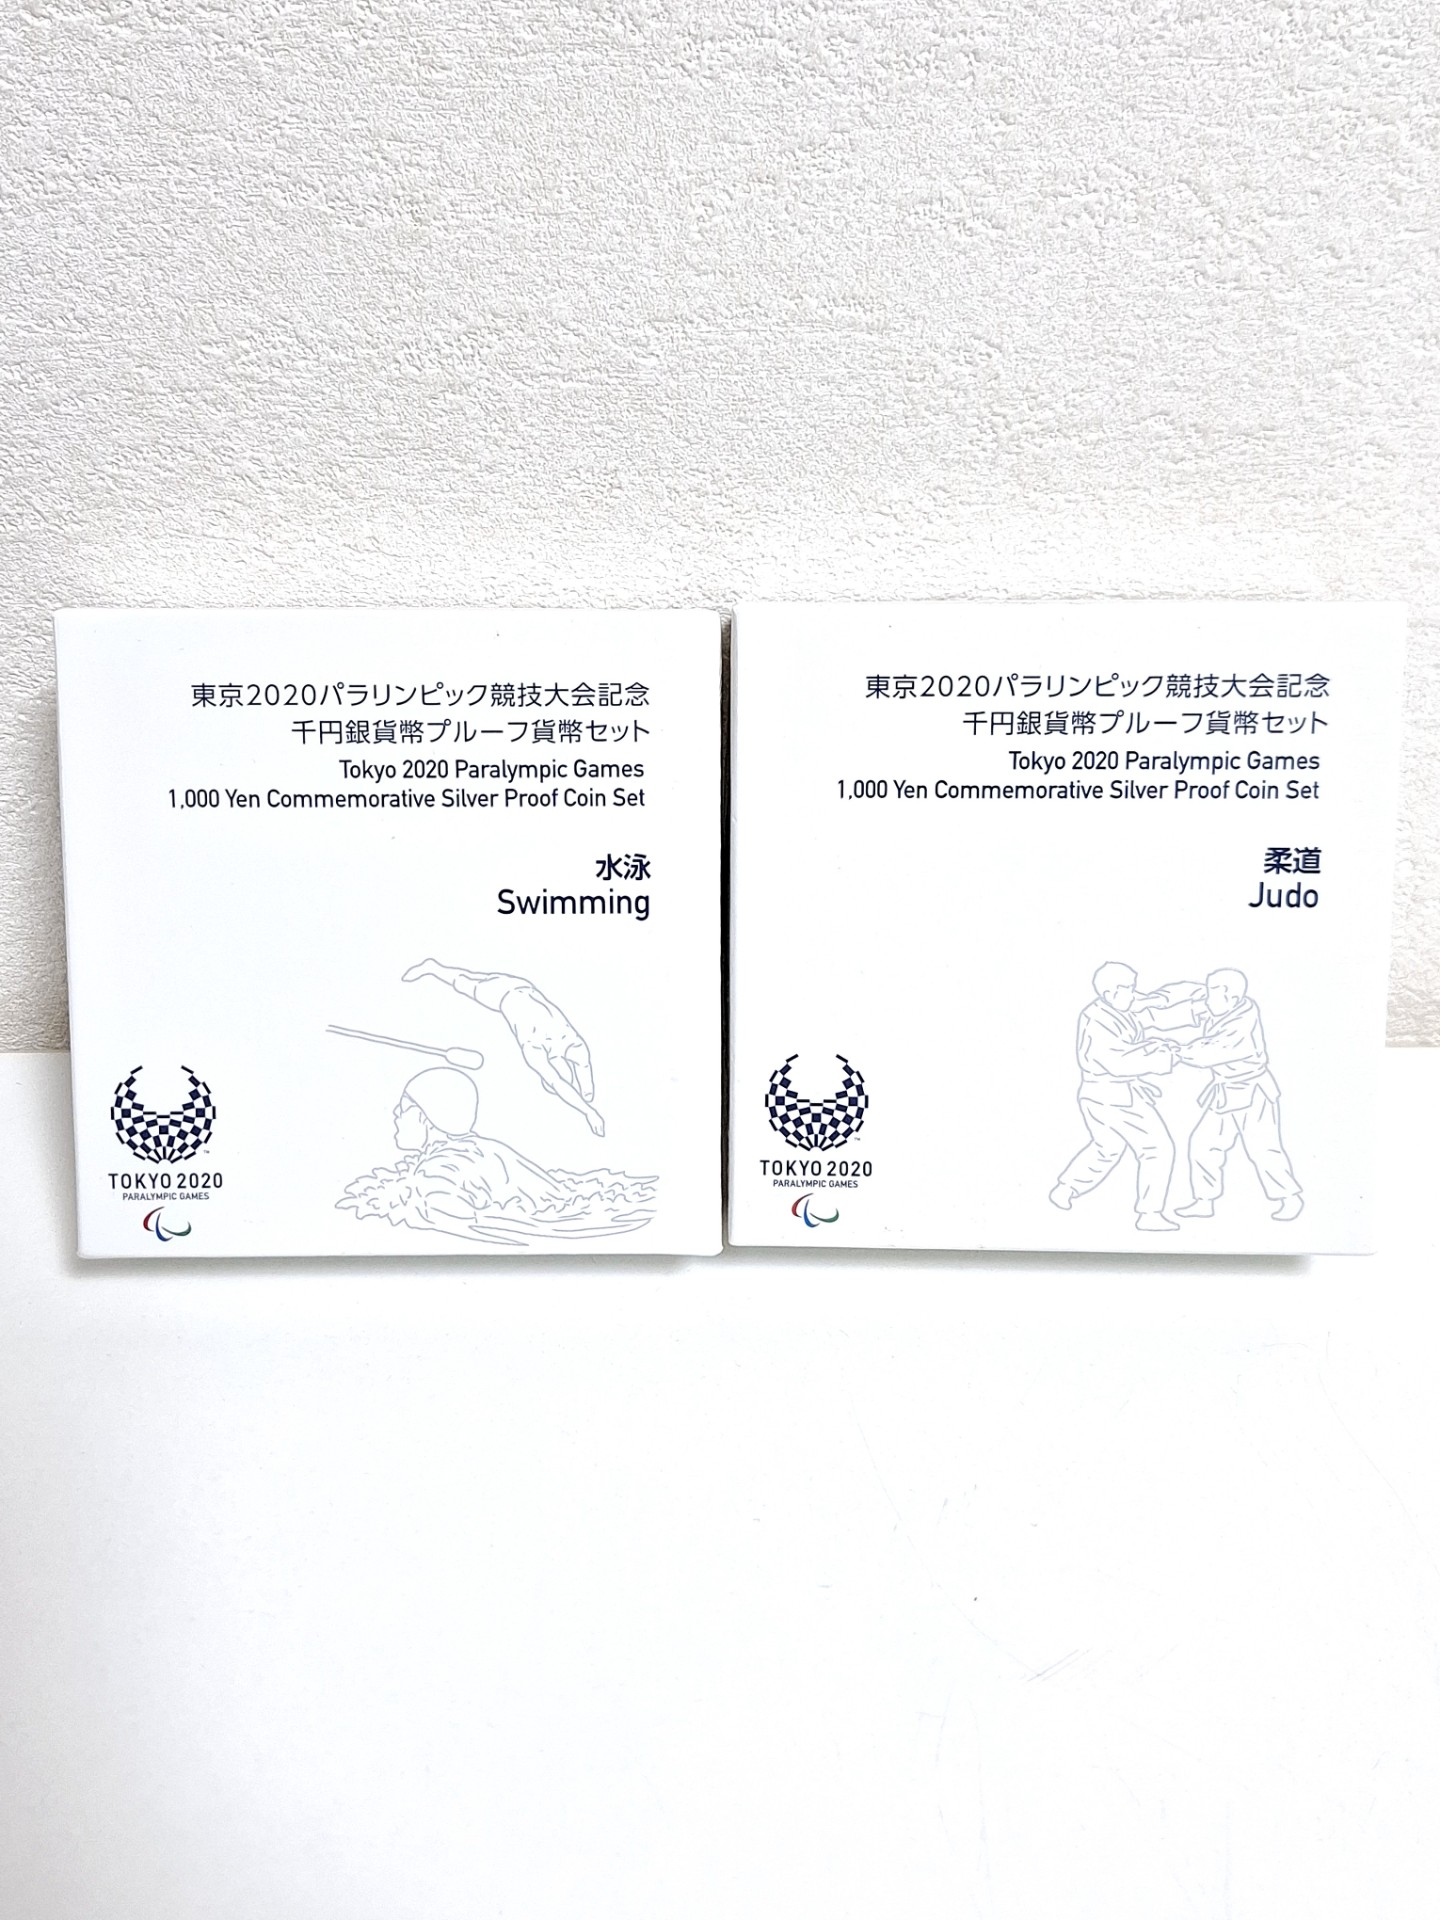 東京2020パラリンピック競技大会記念
千円銀貨幣プルーフ貨幣セット
Tokyo 2020 Paralympic Games
1,000 Yen Commemorative Silver Proof Coin Set
水泳
Swimming
TOKYO 2020
PARALYMPIC GAMES
東京2020パラリンピック競技大会記念
千円銀貨幣プルーフ貨幣セット
Tokyo 2020 Paralympic Games
1,000 Yen Commemorative Silver Proof Coin Set
柔道
Judo
TOKYO 2020
PARALYMPIC GAMES